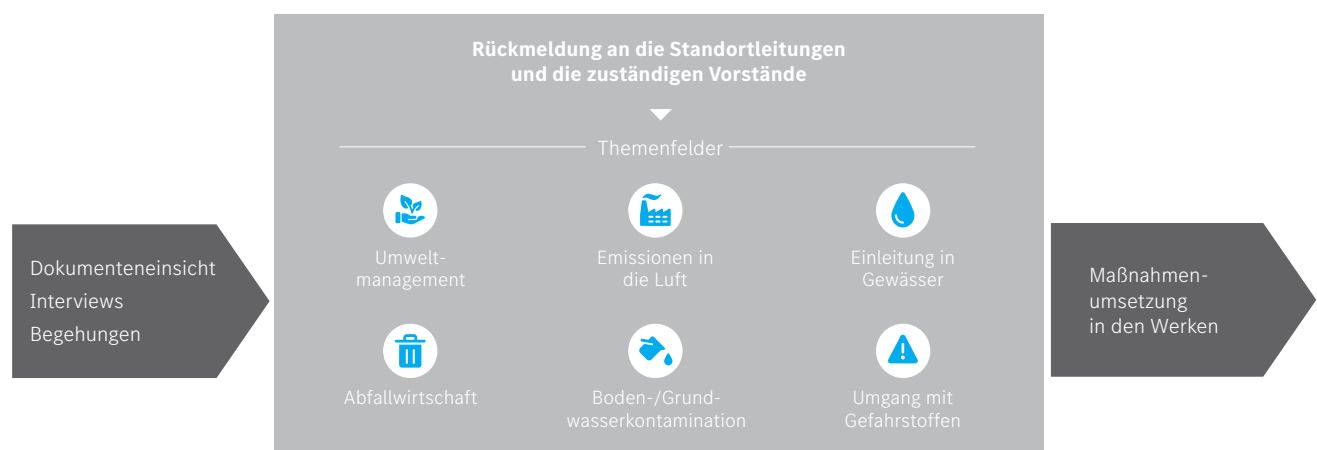 Dokumenteneinsicht
Interviews
Begehungen
Rückmeldung an die Standortleitungen
und die zuständigen Vorstände
Themenfelder
Umwelt-
management
Emissionen in
die Luft
Einleitung in
Gewässer
Abfallwirtschaft
Boden-/Grund-
wasserkontamination
Umgang mit
Gefahrstoffen
Maßnahmen-
umsetzung
in den Werken